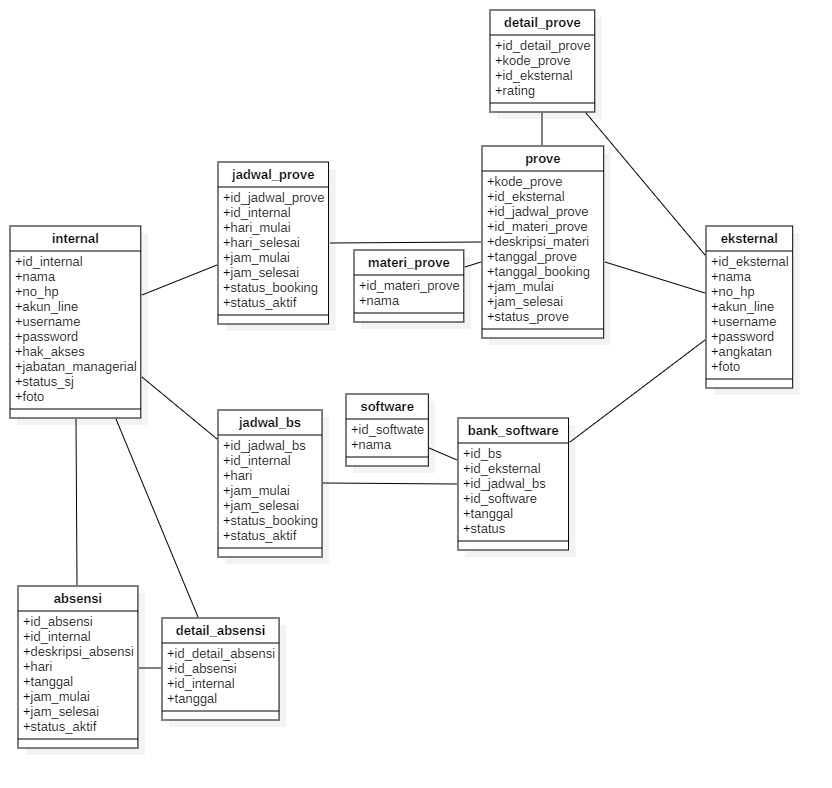 detail_prove
+id_detail_prove
+kode_prove
+id_eksternal
+rating
prove
+kode_prove
+id_eksternal
+id_jadwal_prove
+id_materi_prove
+deskripsi_materi
+tanggal_prove
+tanggal_booking
+jam_mulai
+jam_selesai
+status_prove
jadwal_prove
+id_jadwal_prove
+id_internal
+hari_mulai
+hari_selesai
+jam_mulai
+jam_selesai
+status_booking
+status_aktif
materi_prove
+id_materi_prove
+nama
internal
+id_internal
+nama
+no_hp
+akun_line
+username
+password
+hak_akses
+jabatan_managerial
+status_sj
+foto
eksternal
+id_eksternal
+nama
+no_hp
+akun_line
+username
+password
+angkatan
+foto
jadwal_bs
+id_jadwal_bs
+id_internal
+hari
+jam_mulai
+jam_selesai
+status_booking
+status_aktif
software
+id_softwate
+nama
bank_software
+id_bs
+id_eksternal
+id_jadwal_bs
+id_software
+tanggal
+status
absensi
+id_absensi
+id_internal
+deskripsi_absensi
+hari
+tanggal
+jam_mulai
+jam_selesai
+status_aktif
detail_absensi
+id_detail_absensi
+id_absensi
+id_internal
+tanggal